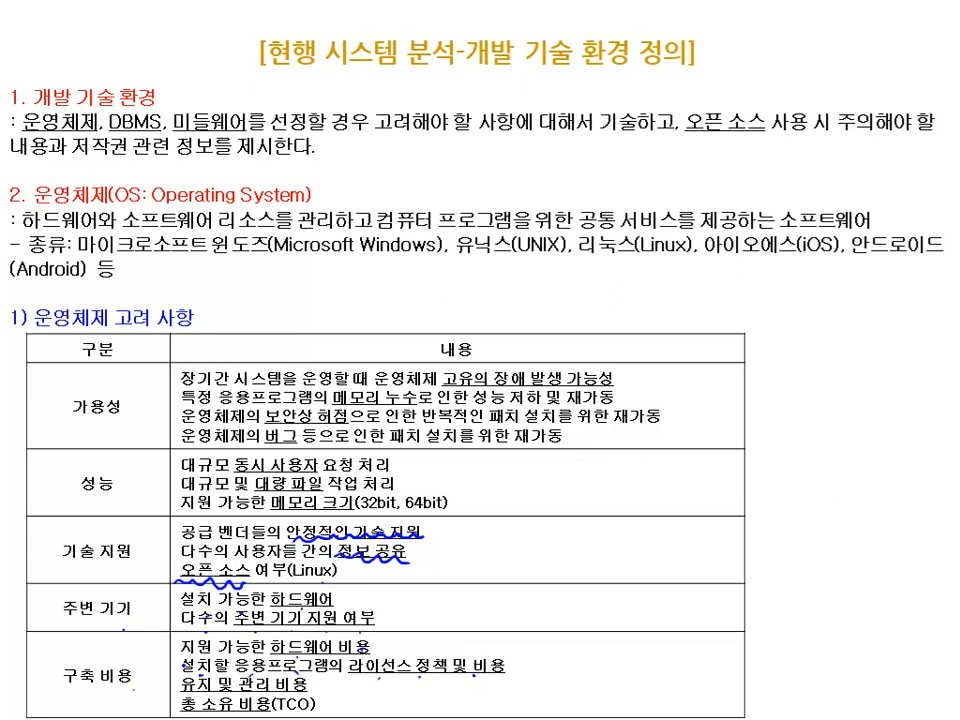 [현행 시스템 분석-개발 기술 환경 정의]
1. 개발 기술 환경
: 운영체제, DBMS, 미들웨어를 선정할 경우 고려해야 할 사항에 대해서 기술하고, 오픈 소스 사용 시 주의해야 할
내용과 저작권 관련 정보를 제시한다.
2. 운영체제(OS: Operating System)
: 하드웨어와 소프트웨어 리소스를 관리하고 컴퓨터 프로그램을 위한 공통 서비스를 제공하는 소프트웨어
- 종류: 마이크로소프트 윈도즈(Microsoft Windows), 유닉스(UNIX), 리눅스(Linux), 아이오에스(iOS), 안드로이드
(Android) 등
1) 운영체제 고려 사항
구분 내용
가용성
장기간 시스템을 운영할 때 운영체제 고유의 장애 발생 가능성
특정 응용프로그램의 메모리 누수로 인한 성능 저하 및 재가동
운영체제의 보안상 허점으로 인한 반복적인 패치 설치를 위한 재가동
운영체제의 버그 등으로 인한 패치 설치를 위한 재가동
성능
대규모 동시 사용자 요청 처리
대규모 및 대량 파일 작업 처리
지원 가능한 메모리 크기(32bit, 64bit)
기술 지원
공급 벤더들의 안정적인 기술 지원
다수의 사용자들 간의 정보 공유
오픈 소스 여부(Linux)
주변 기기
설치 가능한 하드웨어
다수의 주변 기기 지원 여부
구축 비용
지원 가능한 하드웨어 비용
설치할 응용프로그램의 라이선스 정책 및 비용
유지 및 관리 비용
총 소유 비용(TCO)